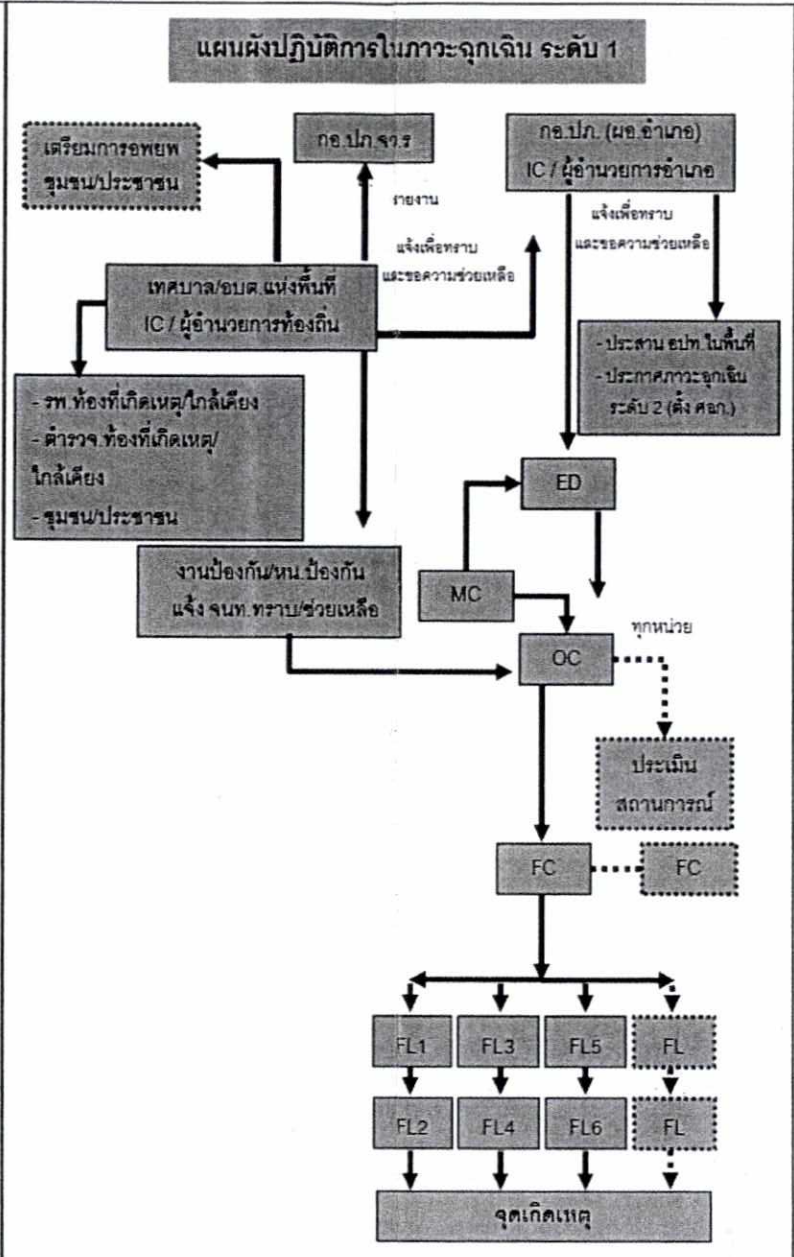 แผนผังปฏิบัติการในภาวะฉุกเฉิน ระดับ 1
เตรียมการอพยพ
ชุมชน/ประชาชน
กอ.ปภ.จว.ร
กอ.ปภ. (ผอ.อำเภอ)
IC / ผู้อำนวยการอำเภอ
รายงาน
แจ้งเพื่อทราบ
และขอความช่วยเหลือ
แจ้งเพื่อทราบ
และขอความช่วยเหลือ
เทศบาล/อบต.แห่งพื้นที่
IC / ผู้อำนวยการท้องถิ่น
- ประสาน อปท.ในพื้นที่
- ประกาศภาวะฉุกเฉิน
ระดับ 2 (ตั้ง ศอก.)
- รพ.ท้องที่เกิดเหตุ/ใกล้เคียง
- ตำรวจ.ท้องที่เกิดเหตุ/
ใกล้เคียง
- ชุมชน/ประชาชน
ED
งานป้องกัน/หน.ป้องกัน
แจ้ง จนท.ทราบ/ช่วยเหลือ
MC
ทุกหน่วย
OC
ประเมิน
สถานการณ์
FC
FC
FL1
FL3
FL5
FL
FL2
FL4
FL6
FL
จุดเกิดเหตุ